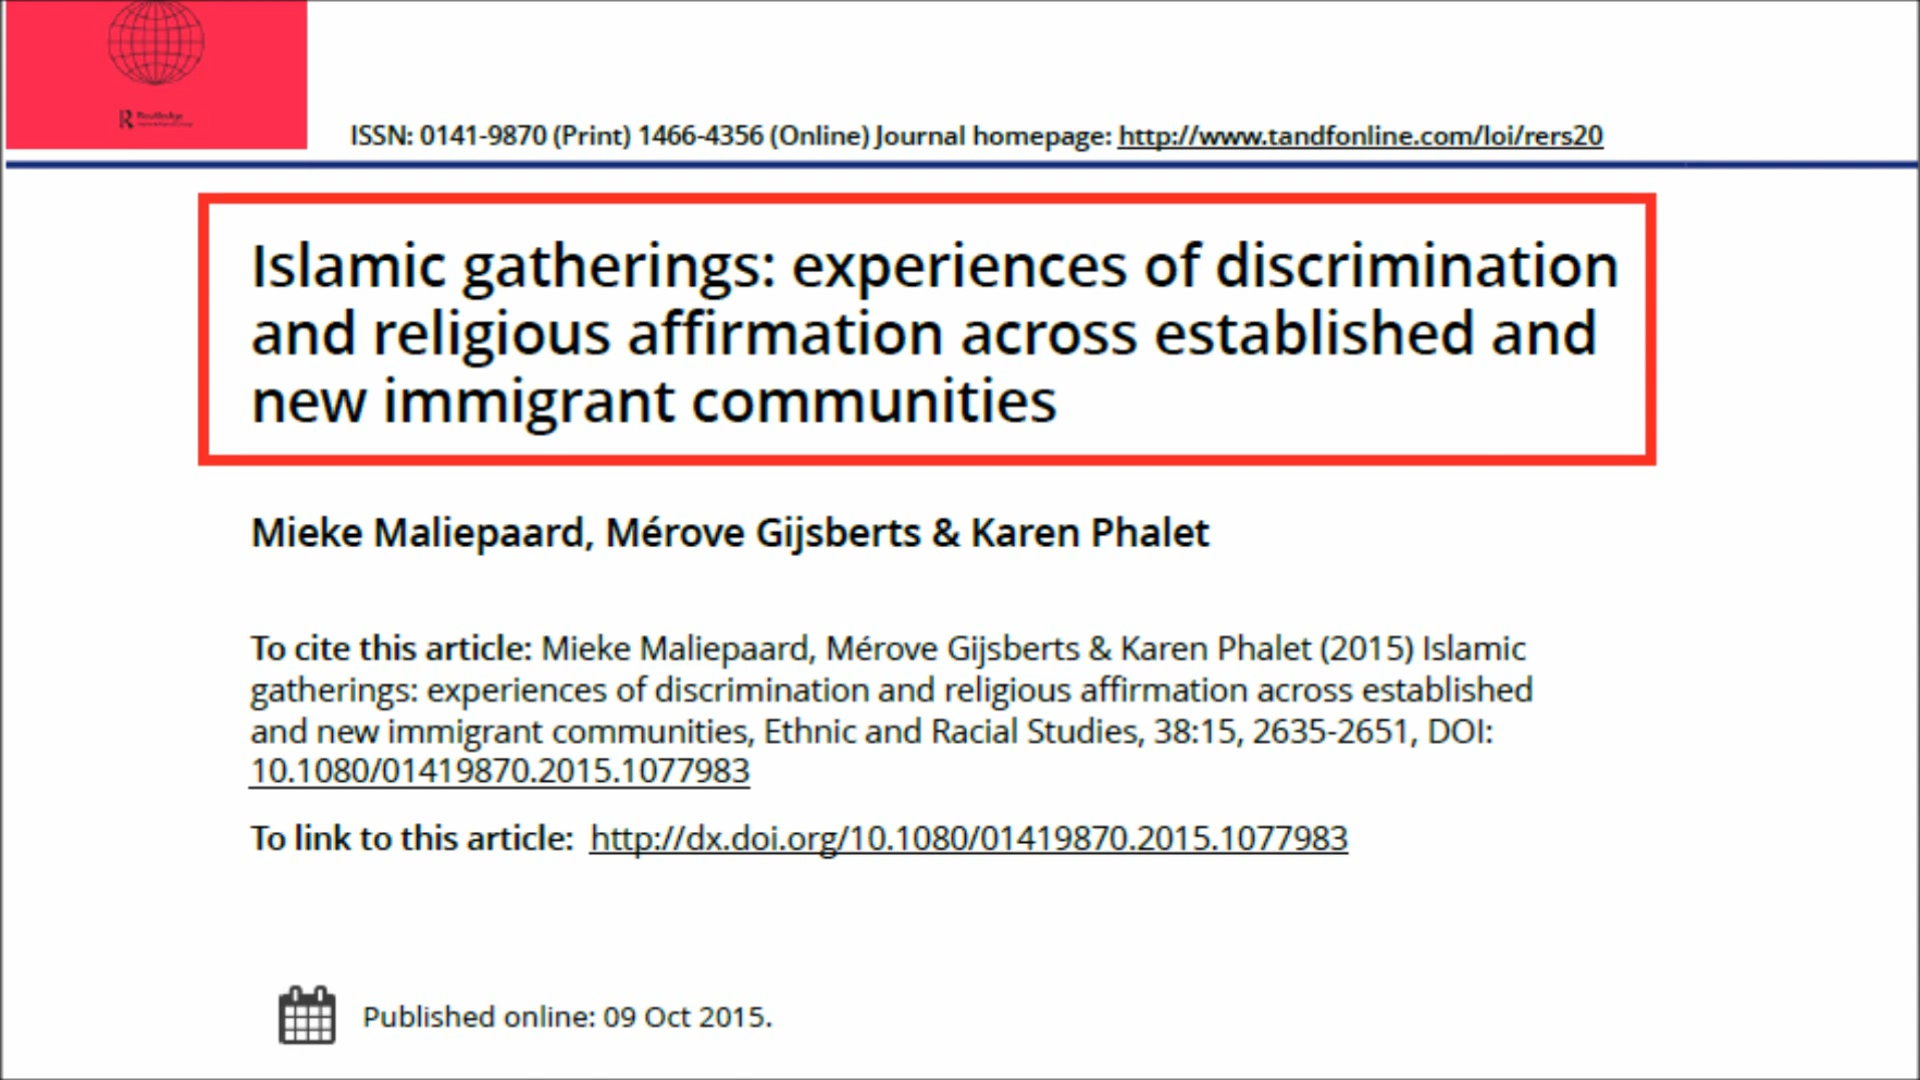 Routledge
ISSN: 0141-9870 (Print) 1466-4356 (Online) Journal homepage: http://www.tandfonline.com/loi/rers20
Islamic gatherings: experiences of discrimination
and religious affirmation across established and
new immigrant communities
Mieke Maliepaard, Mérove Gijsberts & Karen Phalet
To cite this article: Mieke Maliepaard, Mérove Gijsberts & Karen Phalet (2015) Islamic
gatherings: experiences of discrimination and religious affirmation across established
and new immigrant communities, Ethnic and Racial Studies, 38:15, 2635-2651, DOI:
10.1080/01419870.2015.1077983
To link to this article: http://dx.doi.org/10.1080/01419870.2015.1077983
Published online: 09 Oct 2015.